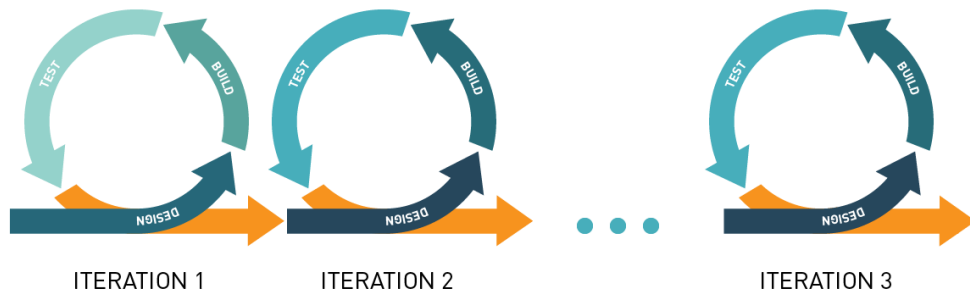 TEST
BUILD
DESIGN
ITERATION 1
TEST
BUILD
DESIGN
ITERATION 2
TEST
BUILD
DESIGN
ITERATION 3